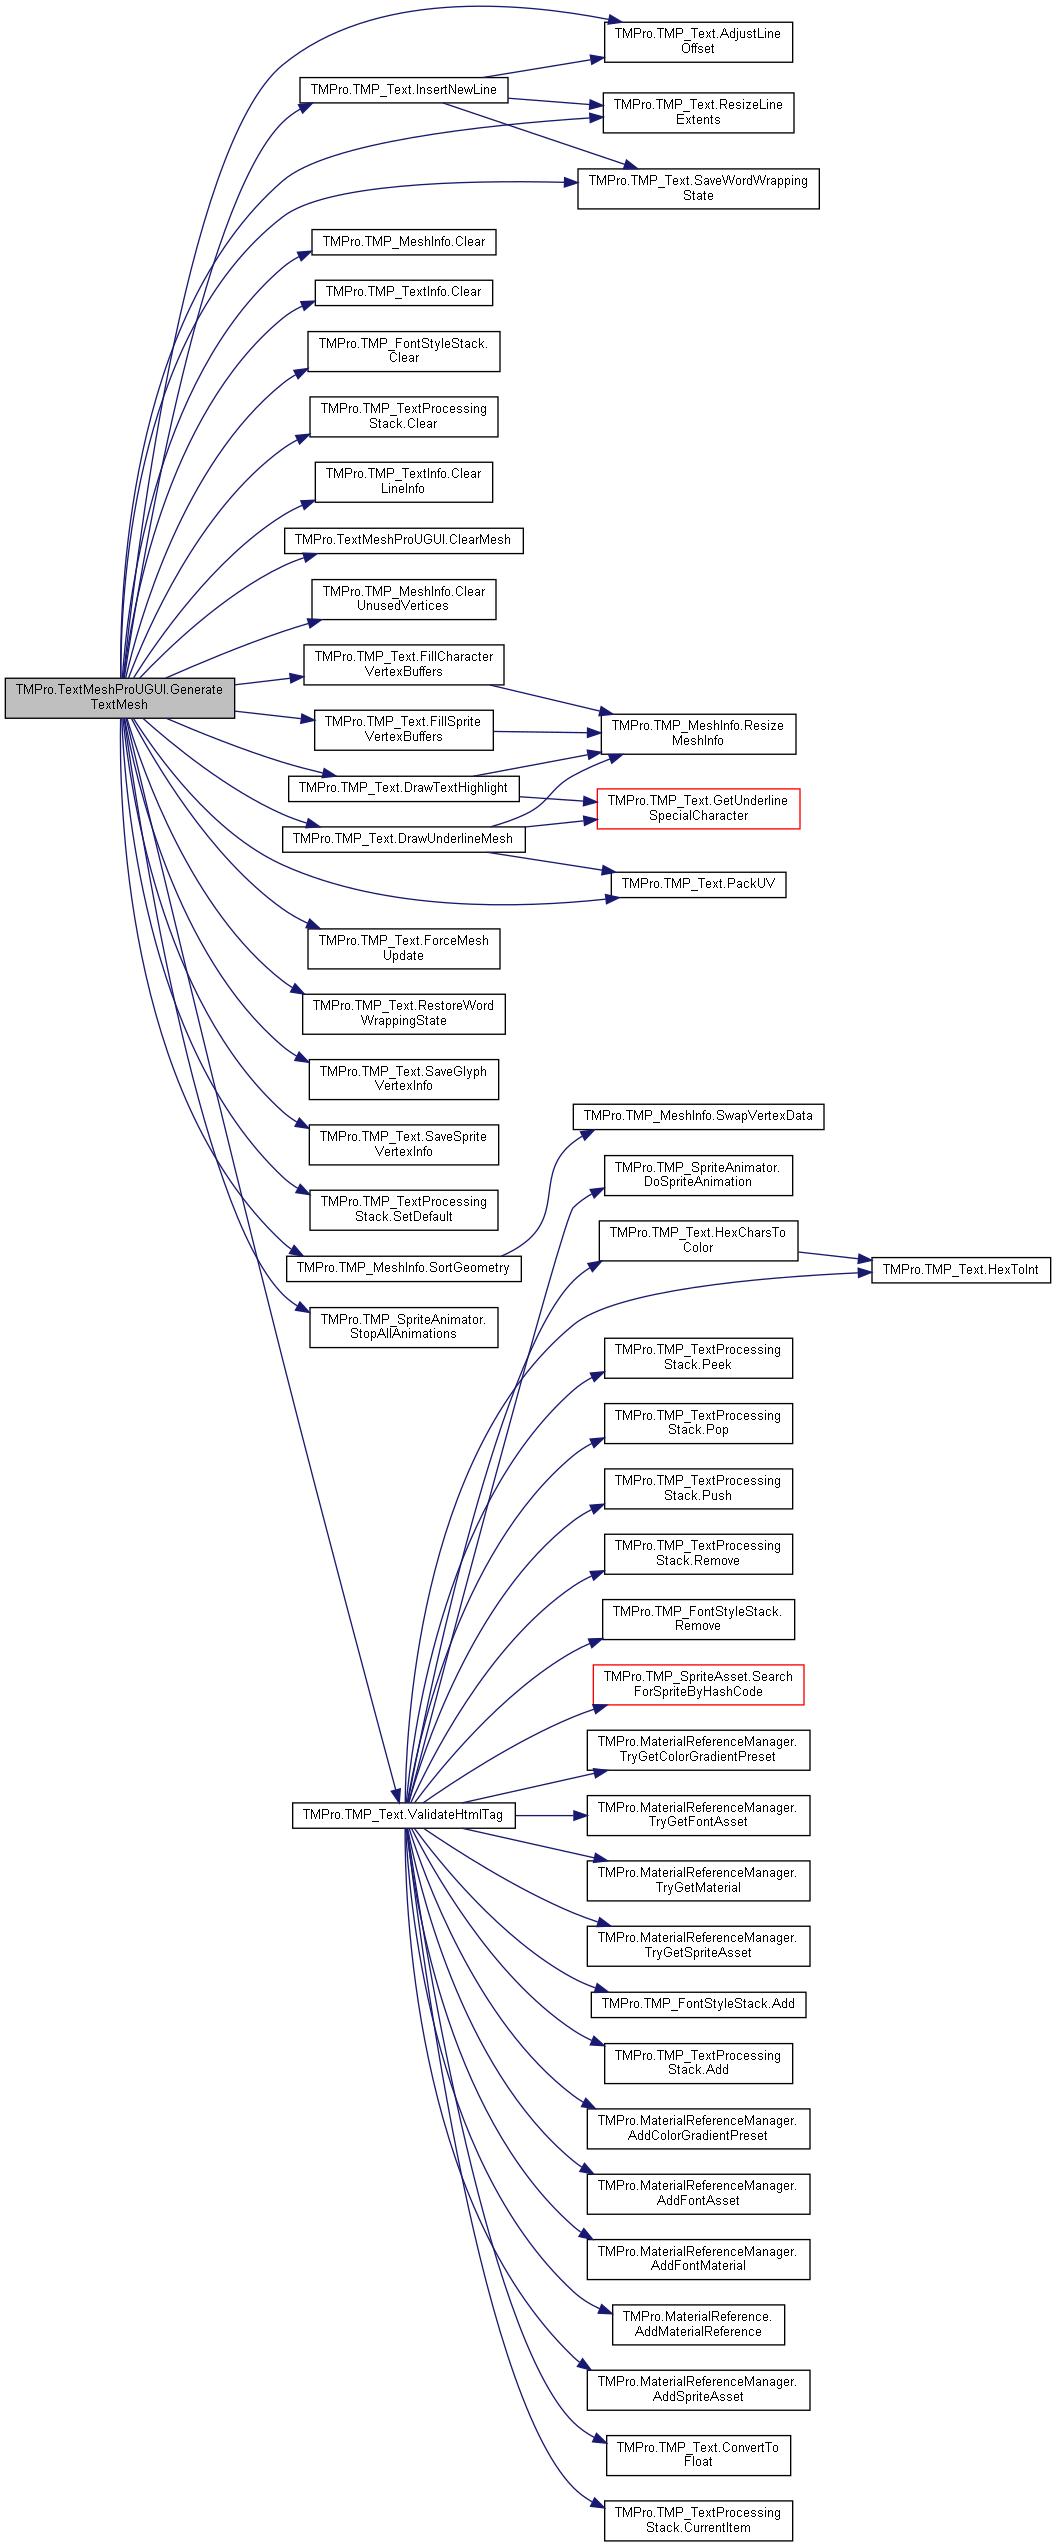 TMPro.TMP_Text.AdjustLine
Offset
TMPro.TMP_Text.InsertNewLine
TMPro.TMP_Text.ResizeLine
Extents
TMPro.TMP_Text.SaveWordWrapping
State
TMPro.TMP_MeshInfo.Clear
TMPro.TMP_TextInfo.Clear
TMPro.TMP_FontStyleStack.
Clear
TMPro.TMP_TextProcessing
Stack.Clear
TMPro.TMP_TextInfo.Clear
LineInfo
TMPro.TextMeshProUGUI.ClearMesh
TMPro.TMP_MeshInfo.Clear
UnusedVertices
TMPro.TMP_Text.FillCharacter
VertexBuffers
TMPro.TextMeshProUGUI.Generate
TextMesh
TMPro.TMP_Text.FillSprite
VertexBuffers
TMPro.TMP_MeshInfo.Resize
MeshInfo
TMPro.TMP_Text.DrawTextHighlight
TMPro.TMP_Text.GetUnderline
SpecialCharacter
TMPro.TMP_Text.DrawUnderlineMesh
TMPro.TMP_Text.PackUV
TMPro.TMP_Text.ForceMesh
Update
TMPro.TMP_Text.RestoreWord
WrappingState
TMPro.TMP_Text.SaveGlyph
VertexInfo
TMPro.TMP_MeshInfo.SwapVertexData
TMPro.TMP_Text.SaveSprite
VertexInfo
TMPro.TMP_SpriteAnimator.
DoSpriteAnimation
TMPro.TMP_TextProcessing
Stack.SetDefault
TMPro.TMP_Text.HexCharsTo
Color
TMPro.TMP_MeshInfo.SortGeometry
TMPro.TMP_Text.HexToInt
TMPro.TMP_SpriteAnimator.
StopAllAnimations
TMPro.TMP_TextProcessing
Stack.Peek
TMPro.TMP_TextProcessing
Stack.Pop
TMPro.TMP_TextProcessing
Stack.Push
TMPro.TMP_TextProcessing
Stack.Remove
TMPro.TMP_FontStyleStack.
Remove
TMPro.TMP_SpriteAsset.Search
ForSpriteByHashCode
TMPro.MaterialReferenceManager.
TryGetColorGradientPreset
TMPro.TMP_Text.ValidateHtmlTag
TMPro.MaterialReferenceManager.
TryGetFontAsset
TMPro.MaterialReferenceManager.
TryGetMaterial
TMPro.MaterialReferenceManager.
TryGetSpriteAsset
TMPro.TMP_FontStyleStack.Add
TMPro.TMP_TextProcessing
Stack.Add
TMPro.MaterialReferenceManager.
AddColorGradientPreset
TMPro.MaterialReferenceManager.
AddFontAsset
TMPro.MaterialReferenceManager.
AddFontMaterial
TMPro.MaterialReference.
AddMaterialReference
TMPro.MaterialReferenceManager.
AddSpriteAsset
TMPro.TMP_Text.ConvertTo
Float
TMPro.TMP_TextProcessing
Stack.CurrentItem